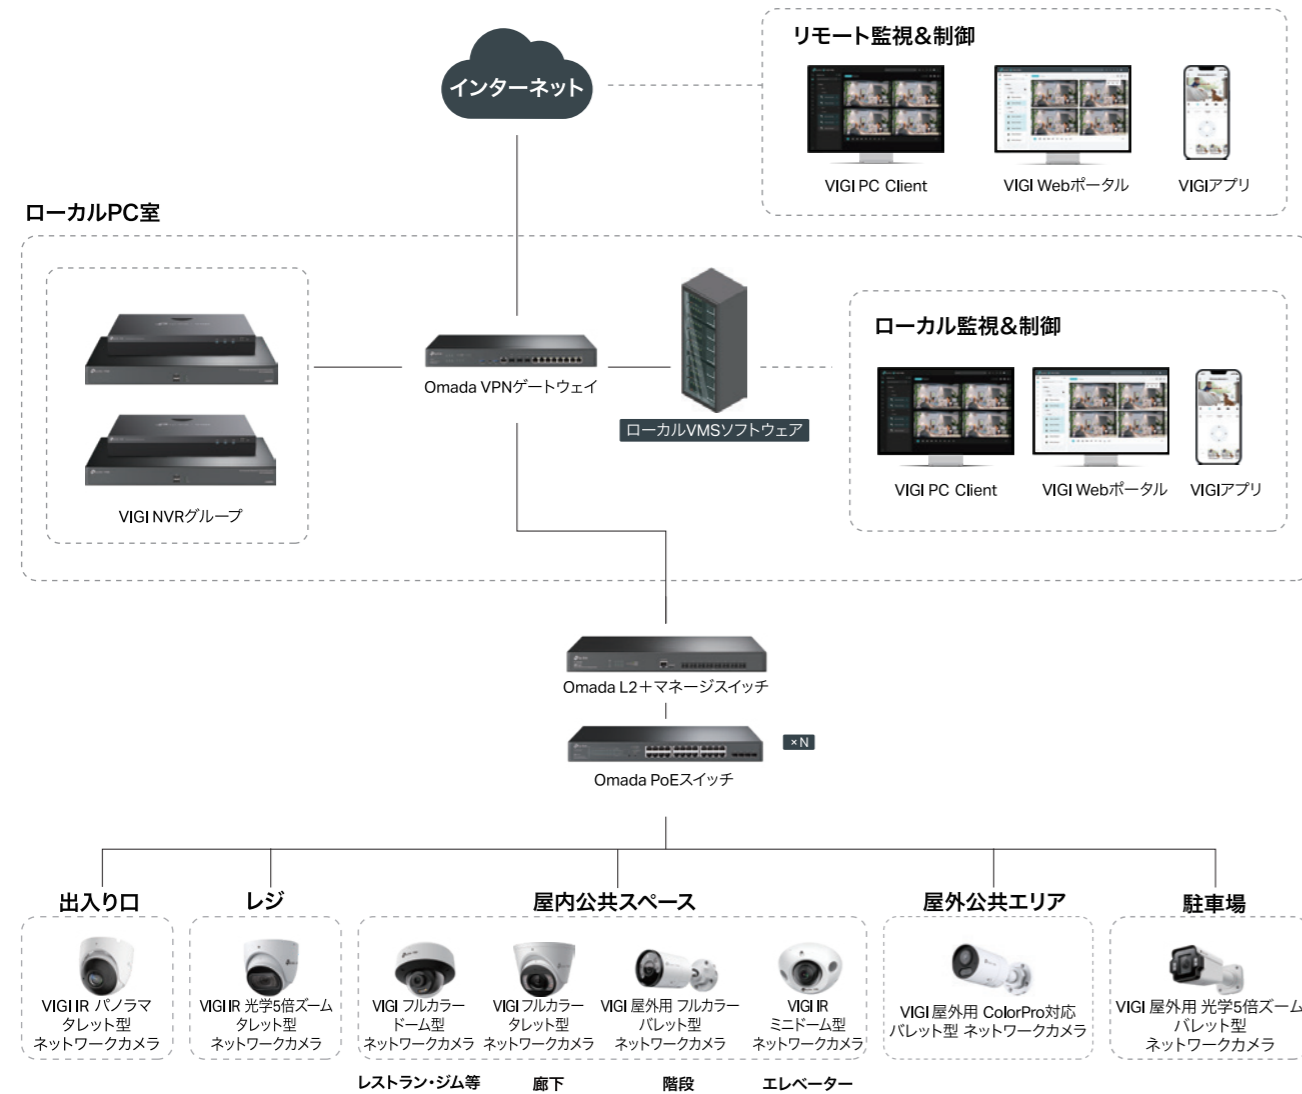 リモート監視&制御
インターネット
VIGI PC Client
VIGI Webポータル
VIGIアプリ
ローカルPC室
ローカル監視&制御
Omada VPNゲートウェイ
ローカルVMSソフトウェア
VIGI PC Client
VIGI Webポータル
VIGIアプリ
VIGI NVRグループ
Omada L2+マネージスイッチ
×N
Omada PoEスイッチ
出入り口
レジ
屋内公共スペース
屋外公共エリア
駐車場
VIGI IR パノラマ
タレット型
ネットワークカメラ
VIGI IR 光学5倍ズーム
タレット型
ネットワークカメラ
VIGI フルカラー
ドーム型
ネットワークカメラ
VIGI フルカラー
タレット型
ネットワークカメラ
VIGI 屋外用 フルカラー
バレット型
ネットワークカメラ
VIGI IR
ミニドーム型
ネットワークカメラ
VIGI 屋外用 ColorPro対応
バレット型 ネットワークカメラ
VIGI 屋外用 光学5倍ズーム
バレット型
ネットワークカメラ
レストラン・ジム等
廊下
階段
エレベーター